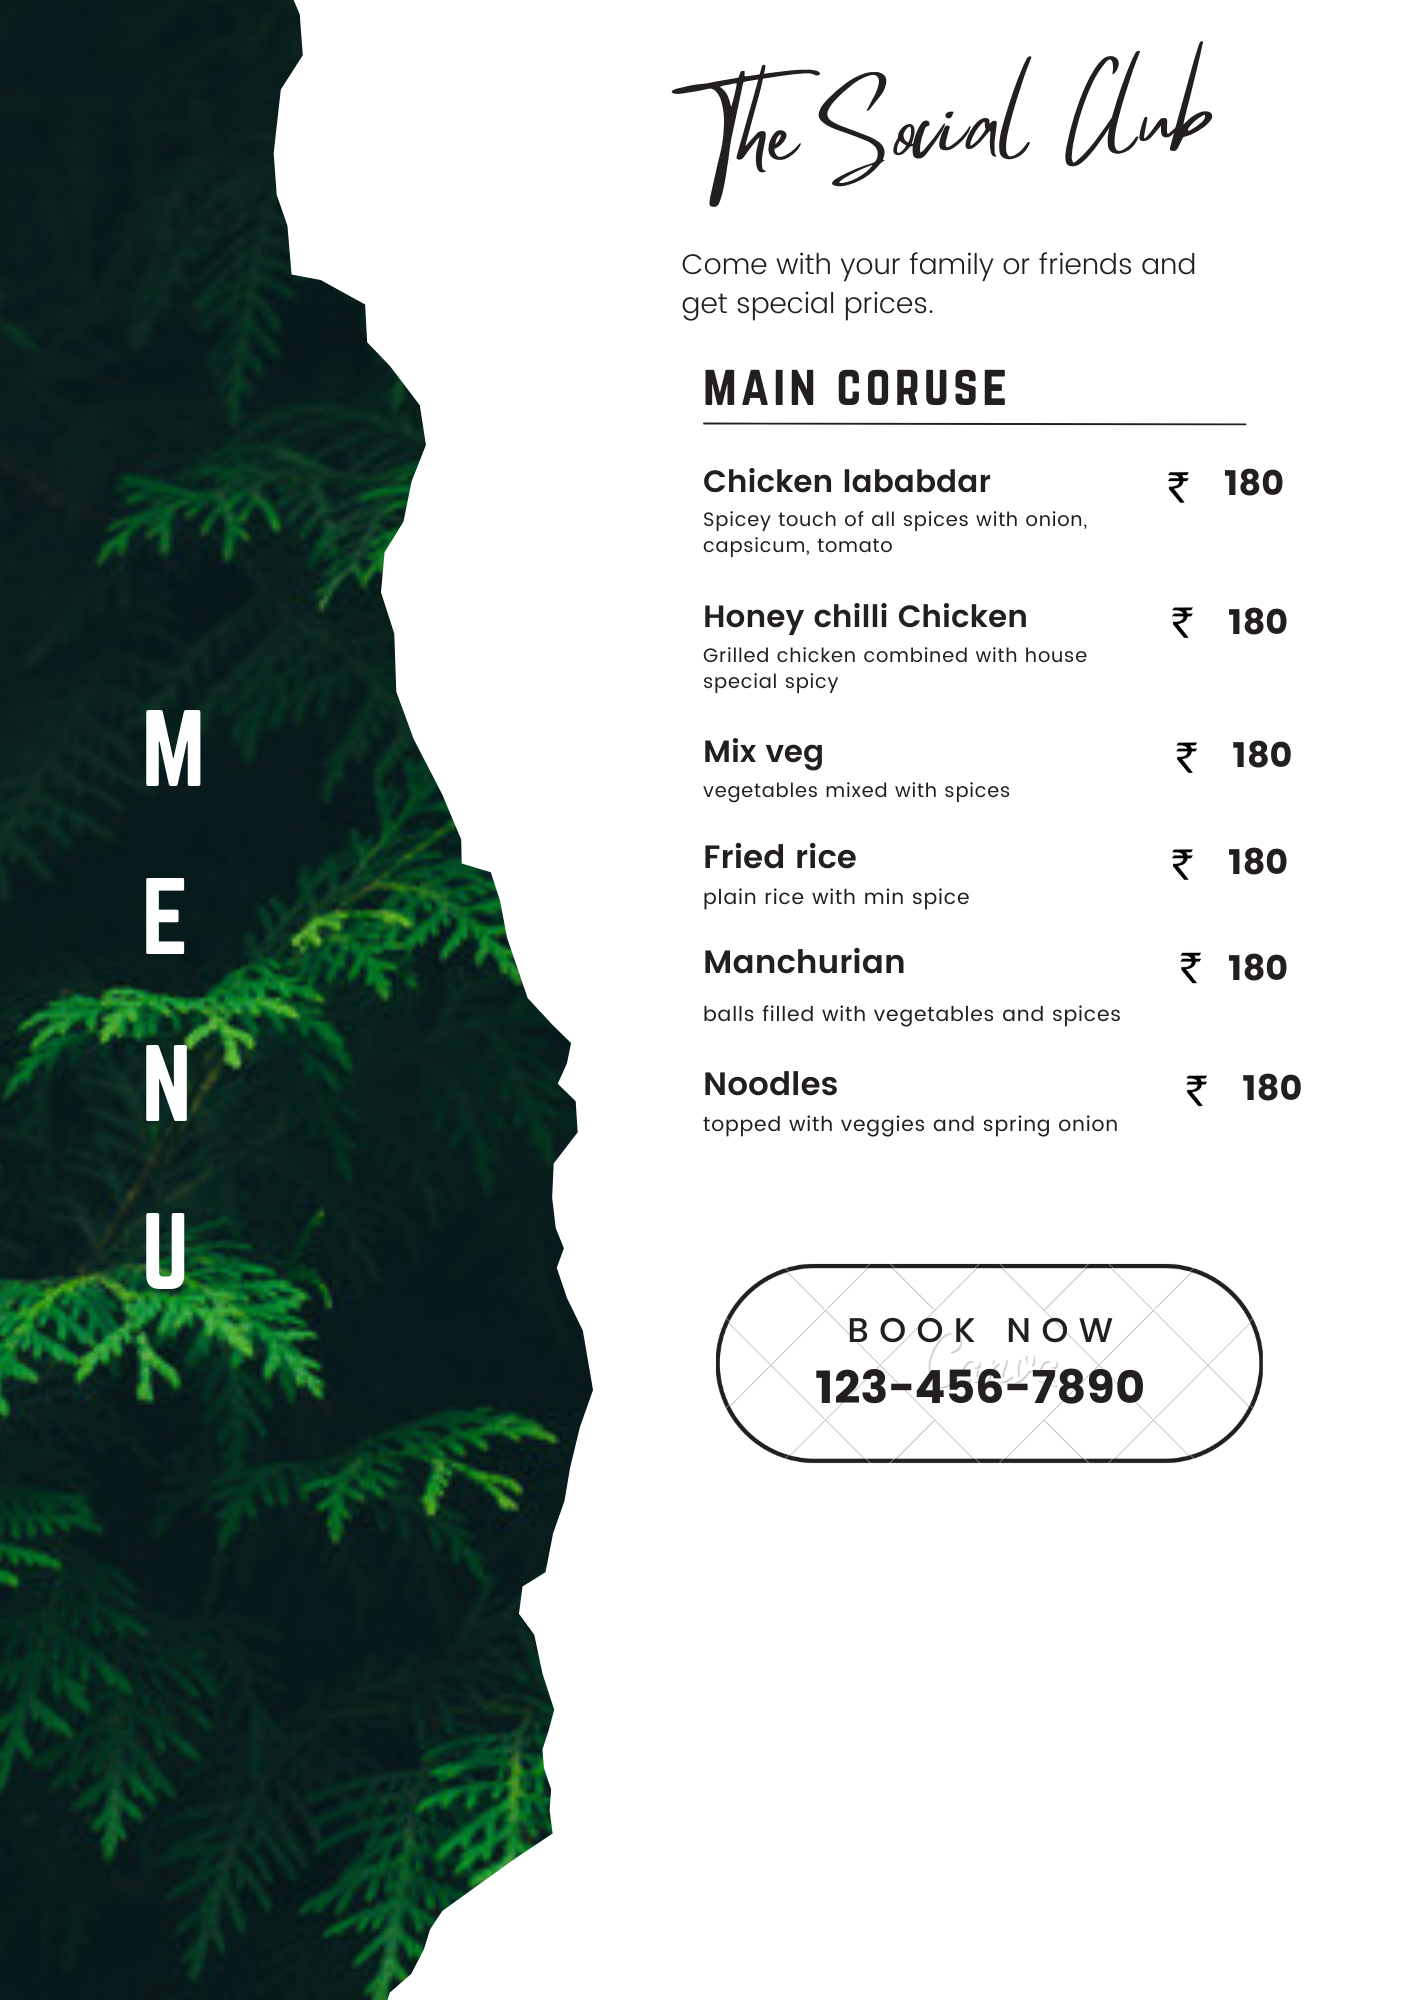 The Social Club
Come with your family or friends and
get special prices.
MAIN CORUSE
Chicken lababdar ₹ 180
Spicey touch of all spices with onion,
capsicum, tomato
Honey chilli Chicken ₹ 180
Grilled chicken combined with house
special spicy
Mix veg ₹ 180
vegetables mixed with spices
Fried rice ₹ 180
plain rice with min spice
Manchurian ₹ 180
balls filled with vegetables and spices
Noodles ₹ 180
topped with veggies and spring onion
MENU
BOOK NOW
Canva
123-456-7890